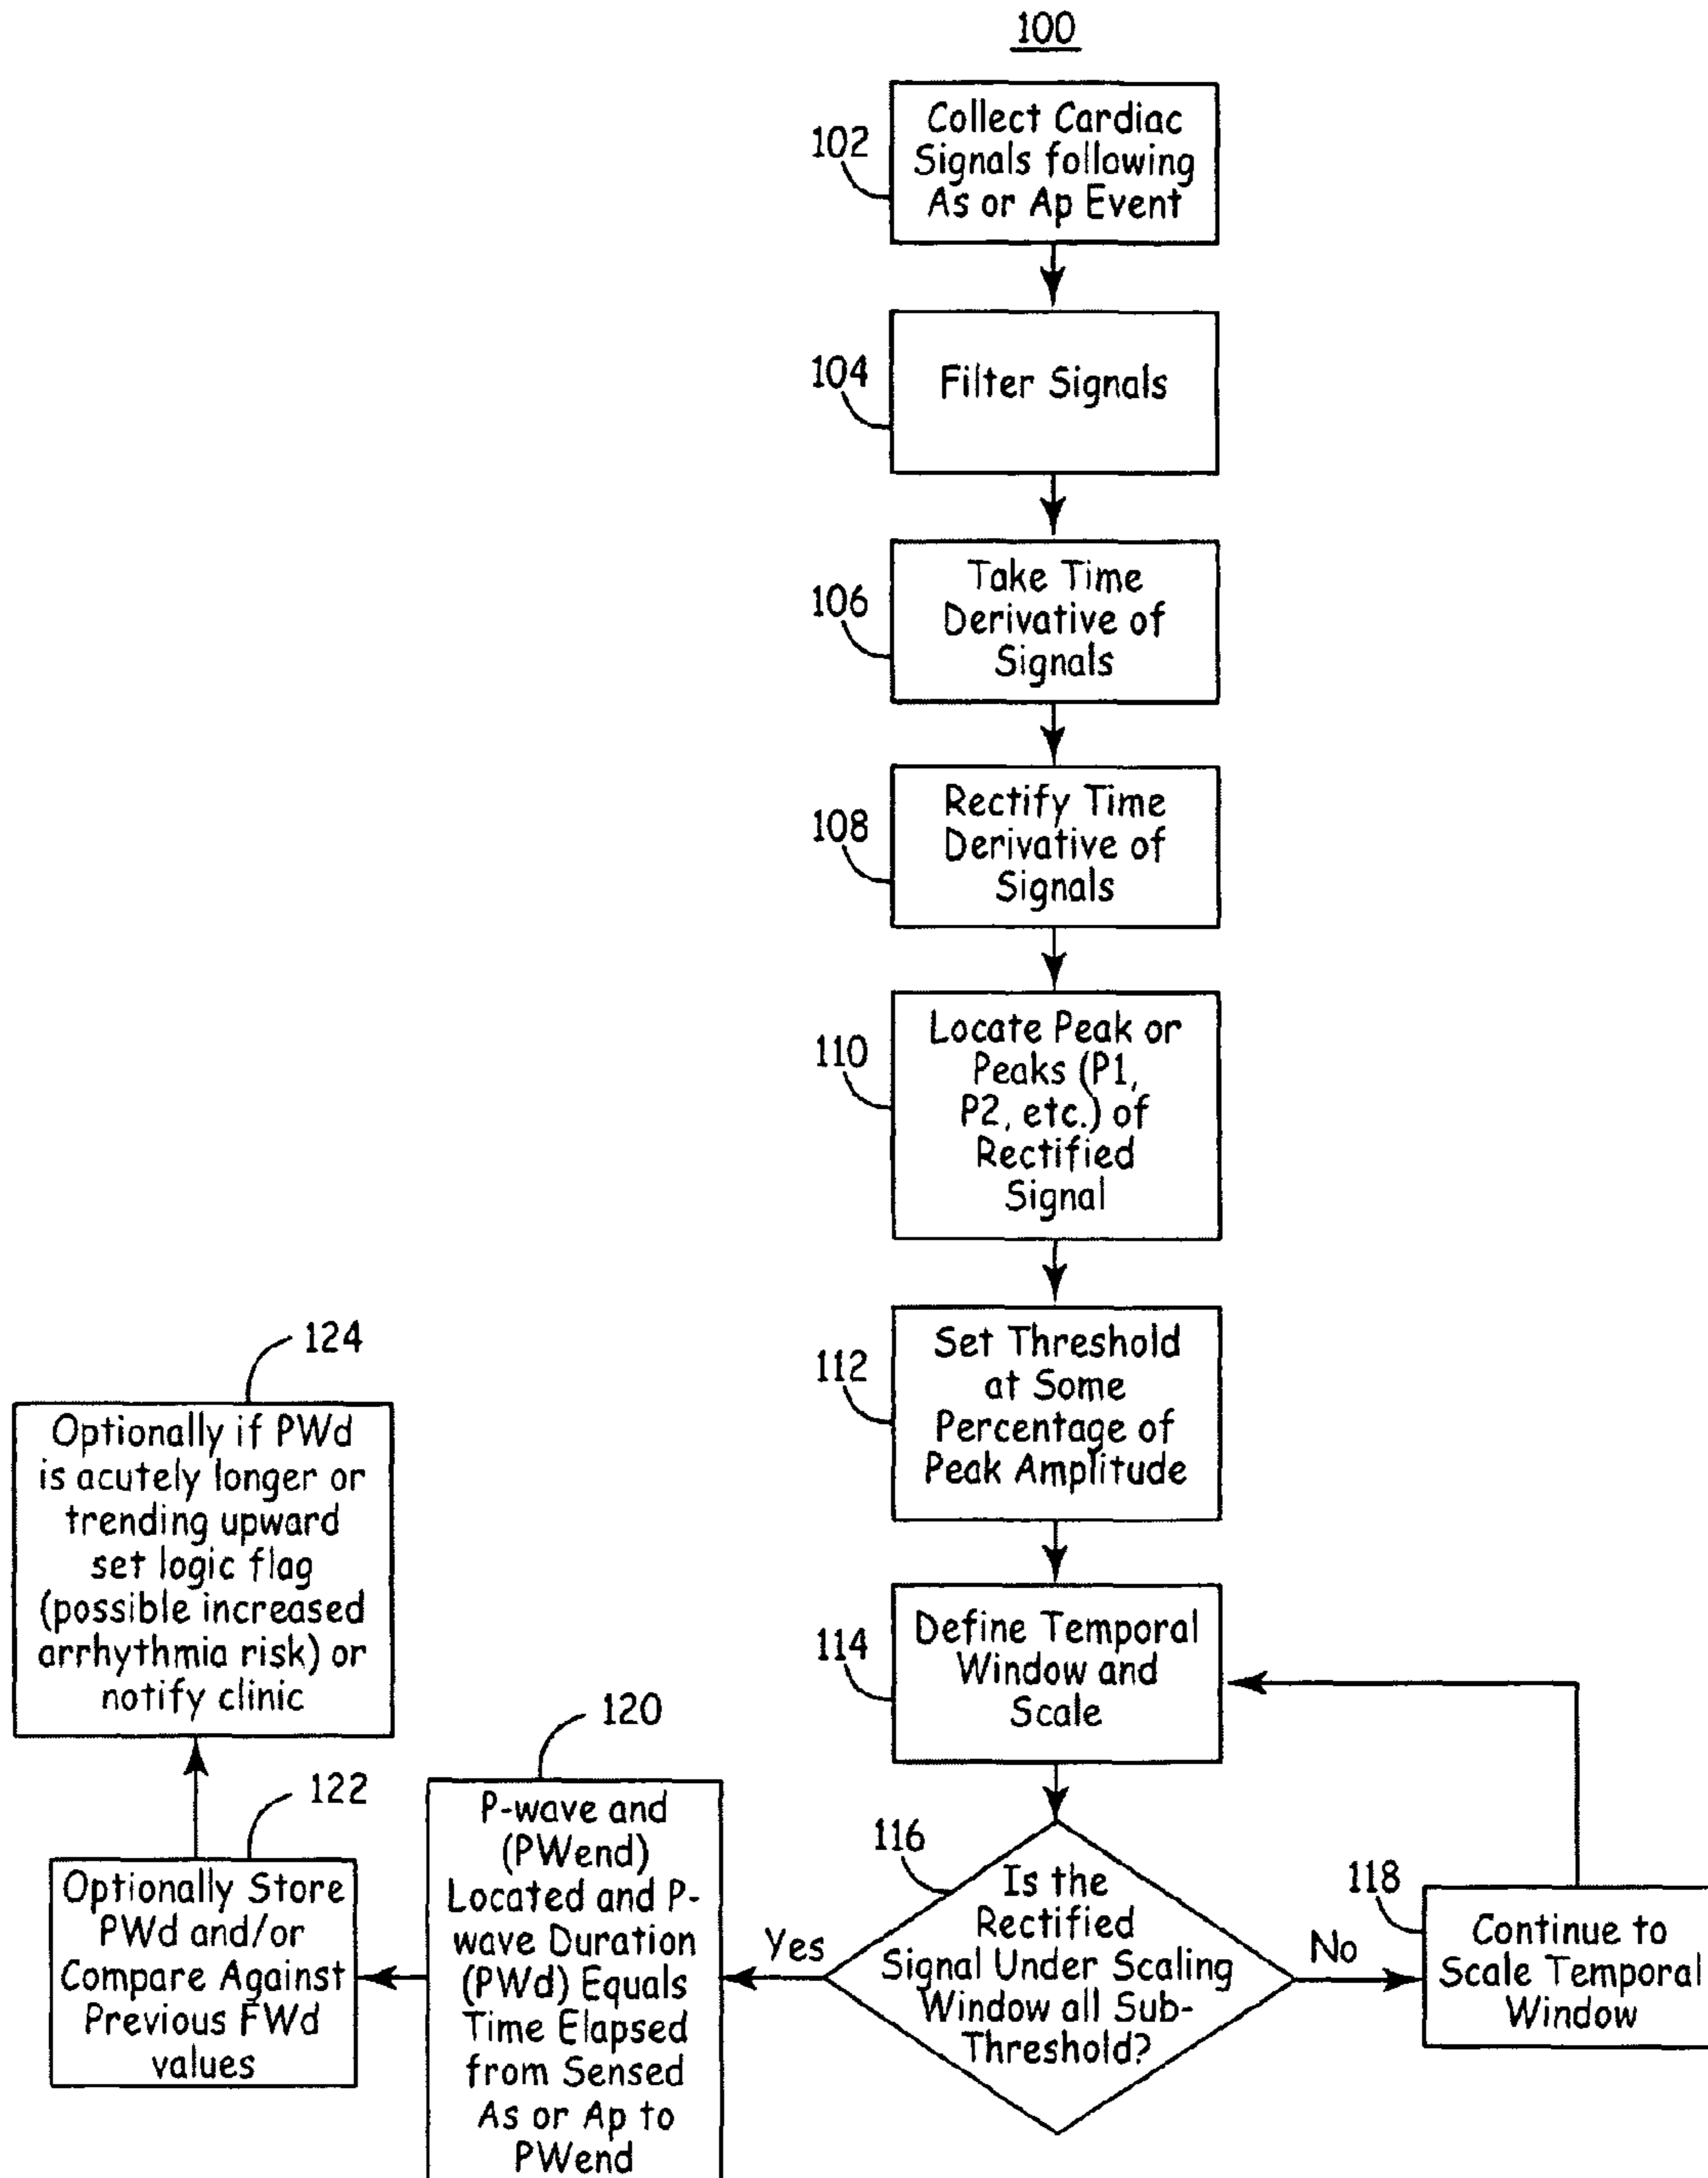 100
102
Collect Cardiac
Signals following
As or Ap Event
104
Filter Signals
106
Take Time
Derivative of
Signals
108
Rectify Time
Derivative of
Signals
110
Locate Peak or
Peaks (P1,
P2, etc.) of
Rectified
Signal
112
Set Threshold
at Some
Percentage of
Peak Amplitude
114
Define Temporal
Window and
Scale
116
Is the
Rectified
Signal Under Scaling
Window all Sub-
Threshold?
No
118
Continue to
Scale Temporal
Window
Yes
120
P-wave and
(PWend)
Located and P-
wave Duration
(PWd) Equals
Time Elapsed
from Sensed
As or Ap to
PWend
122
Optionally Store
PWd and/or
Compare Against
Previous FWd
values
124
Optionally if PWd
is acutely longer or
trending upward
set logic flag
(possible increased
arrhythmia risk) or
notify clinic